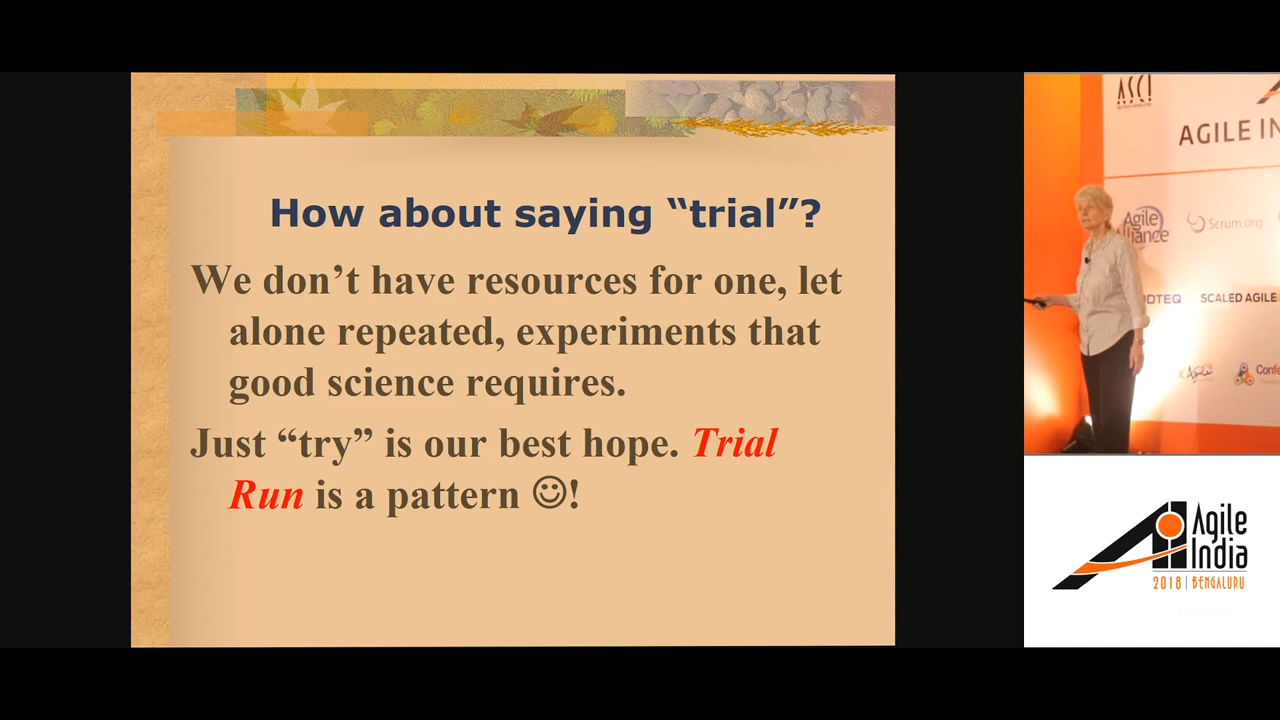 How about saying “trial”?
We don’t have resources for one, let
alone repeated, experiments that
good science requires.
Just “try” is our best hope. Trial
Run is a pattern ☺!
ASCI
AGILE IN
Agile
Alliance
Scrum.org
DTEQ
SCALED AGILE
Confe
Agile
India
2018 | BENGALURU